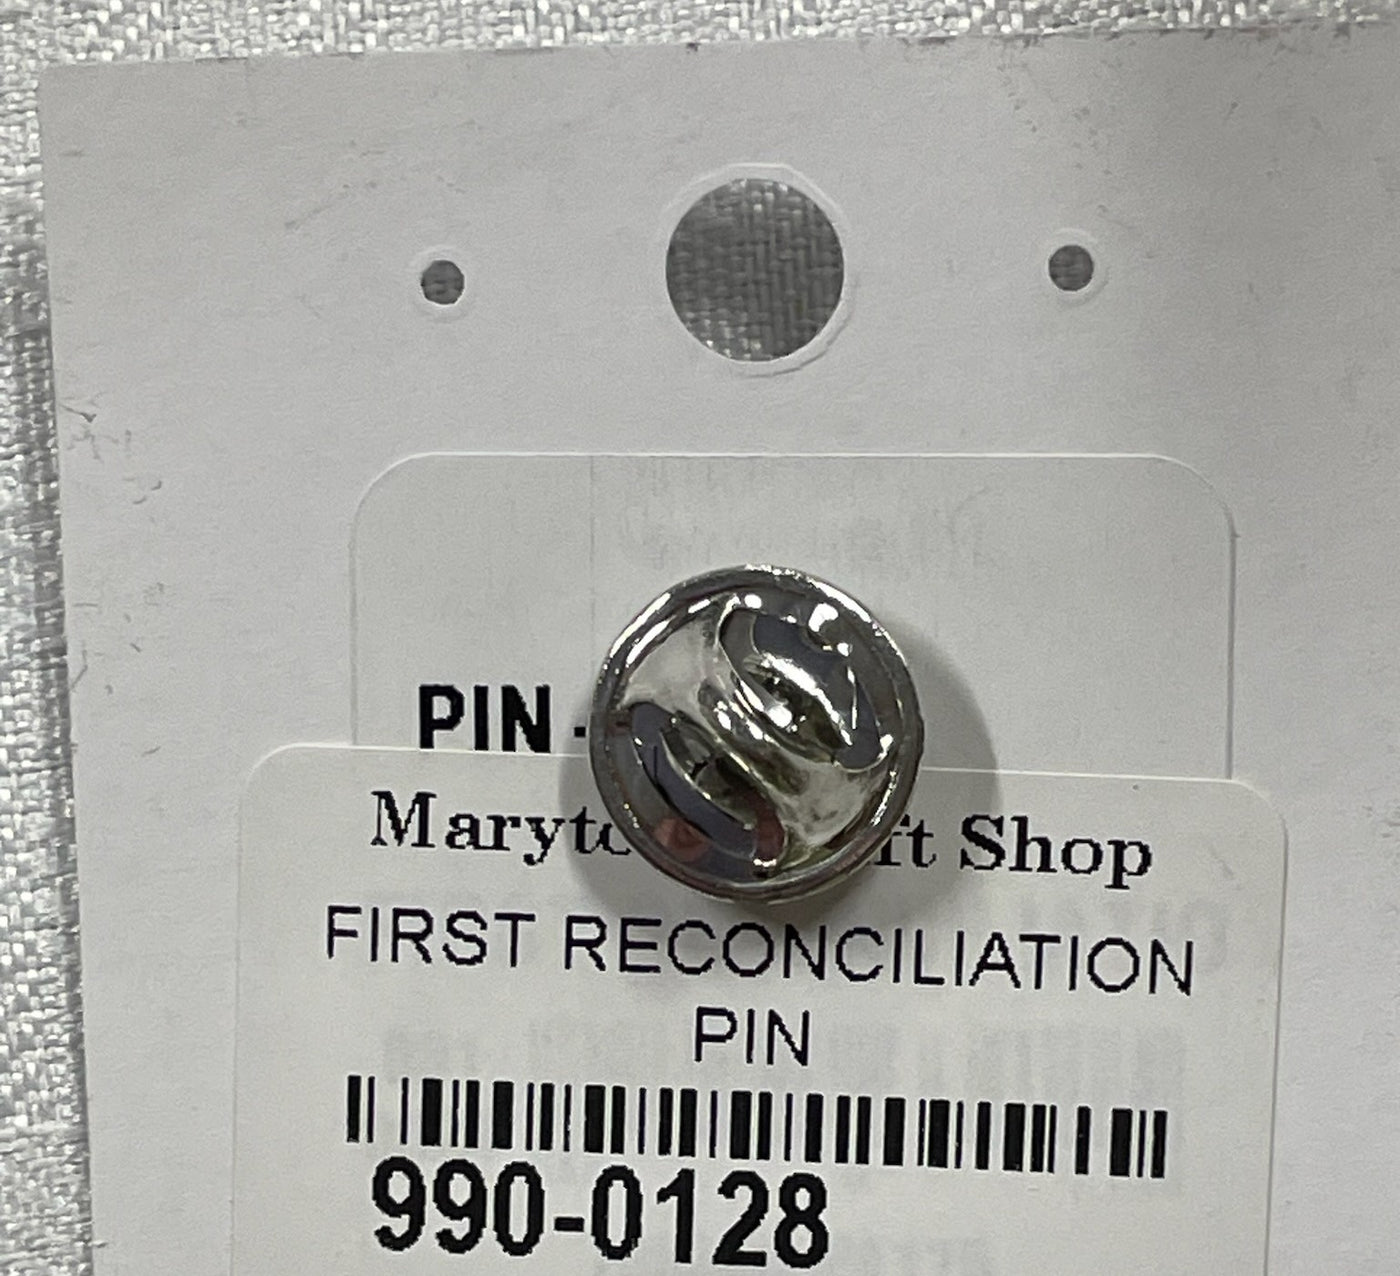 PIN -
Shop
FIRST RECONCILIATION
PIN
990-0128